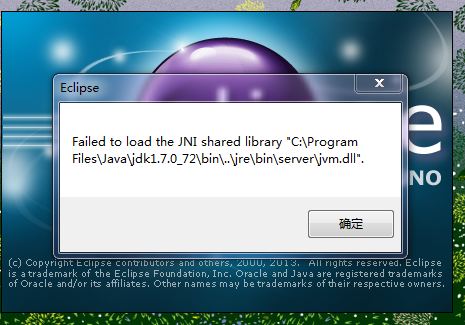 Eclipse
Failed to load the JNI shared library "C:\Program
Files\Java\jdk1.7.0_72\bin\..\jre\bin\server\jvm.dll".
e
NO
确定
(c) Copyright Eclipse contributors and others, 2000, 2013. All rights reserved. Eclipse
is a trademark of the Eclipse Foundation, Inc. Oracle and Java are registered trademarks
of Oracle and/or its affiliates. Other names may be trademarks of their respective owners.